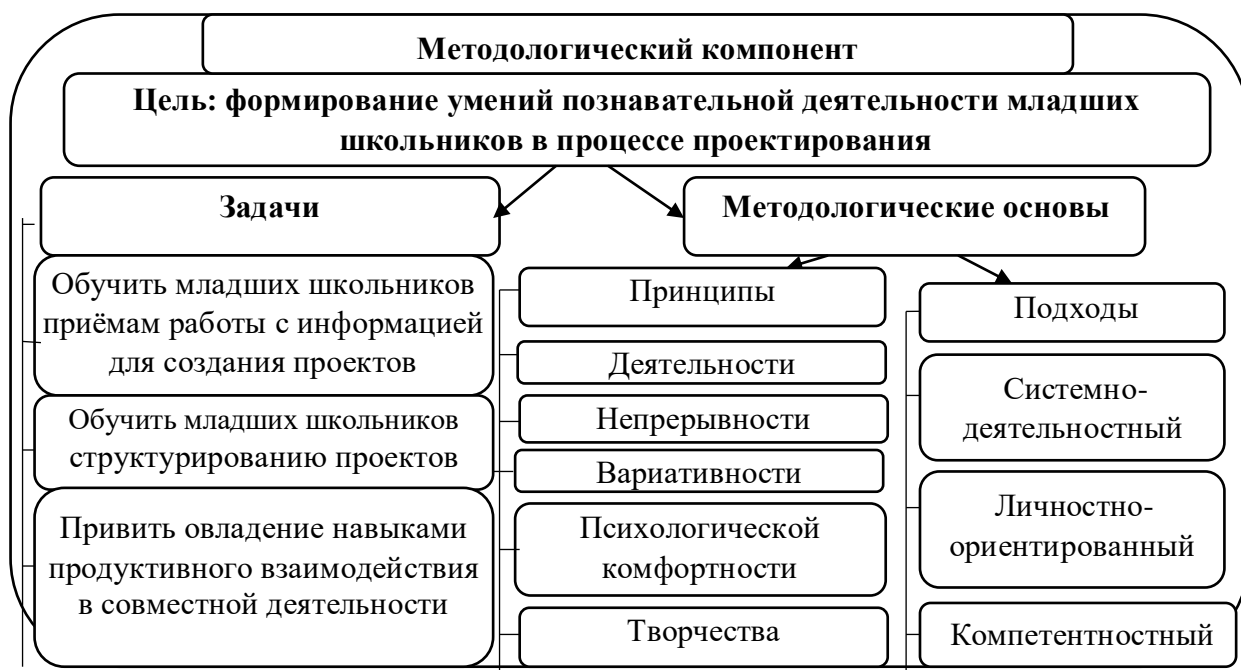 Методологический компонент
Цель: формирование умений познавательной деятельности младших
школьников в процессе проектирования
Задачи
Обучить младших школьников
приёмам работы с информацией
для создания проектов
Обучить младших школьников
структурированию проектов
Привить овладение навыками
продуктивного взаимодействия
в совместной деятельности
Методологические основы
Принципы
Деятельности
Непрерывности
Вариативности
Психологической
комфортности
Творчества
Подходы
Системно-
деятельностный
Личностно-
ориентированный
Компетентностный